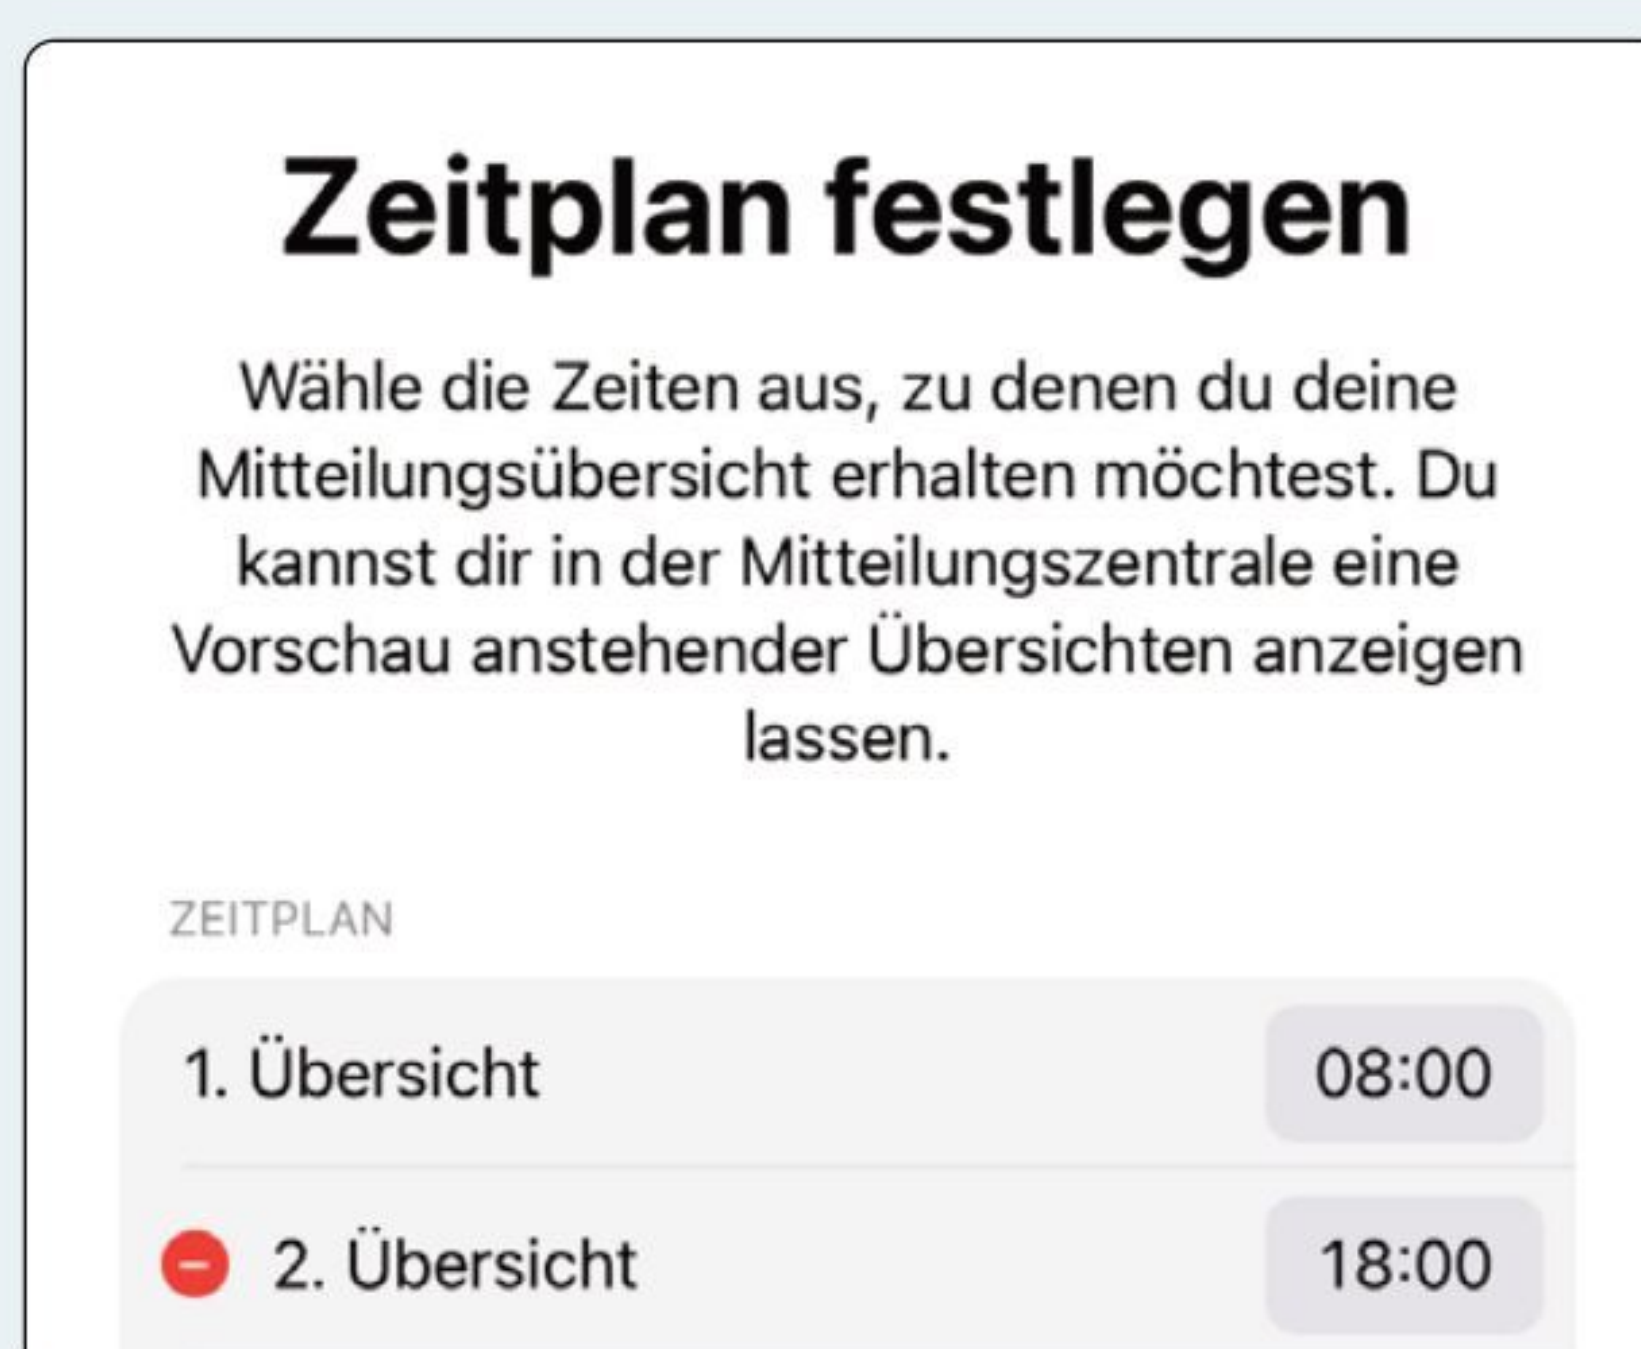 Zeitplan festlegen
Wähle die Zeiten aus, zu denen du deine
Mitteilungsübersicht erhalten möchtest. Du
kannst dir in der Mitteilungszentrale eine
Vorschau anstehender Übersichten anzeigen
lassen.
ZEITPLAN
1. Übersicht 08:00
2. Übersicht 18:00